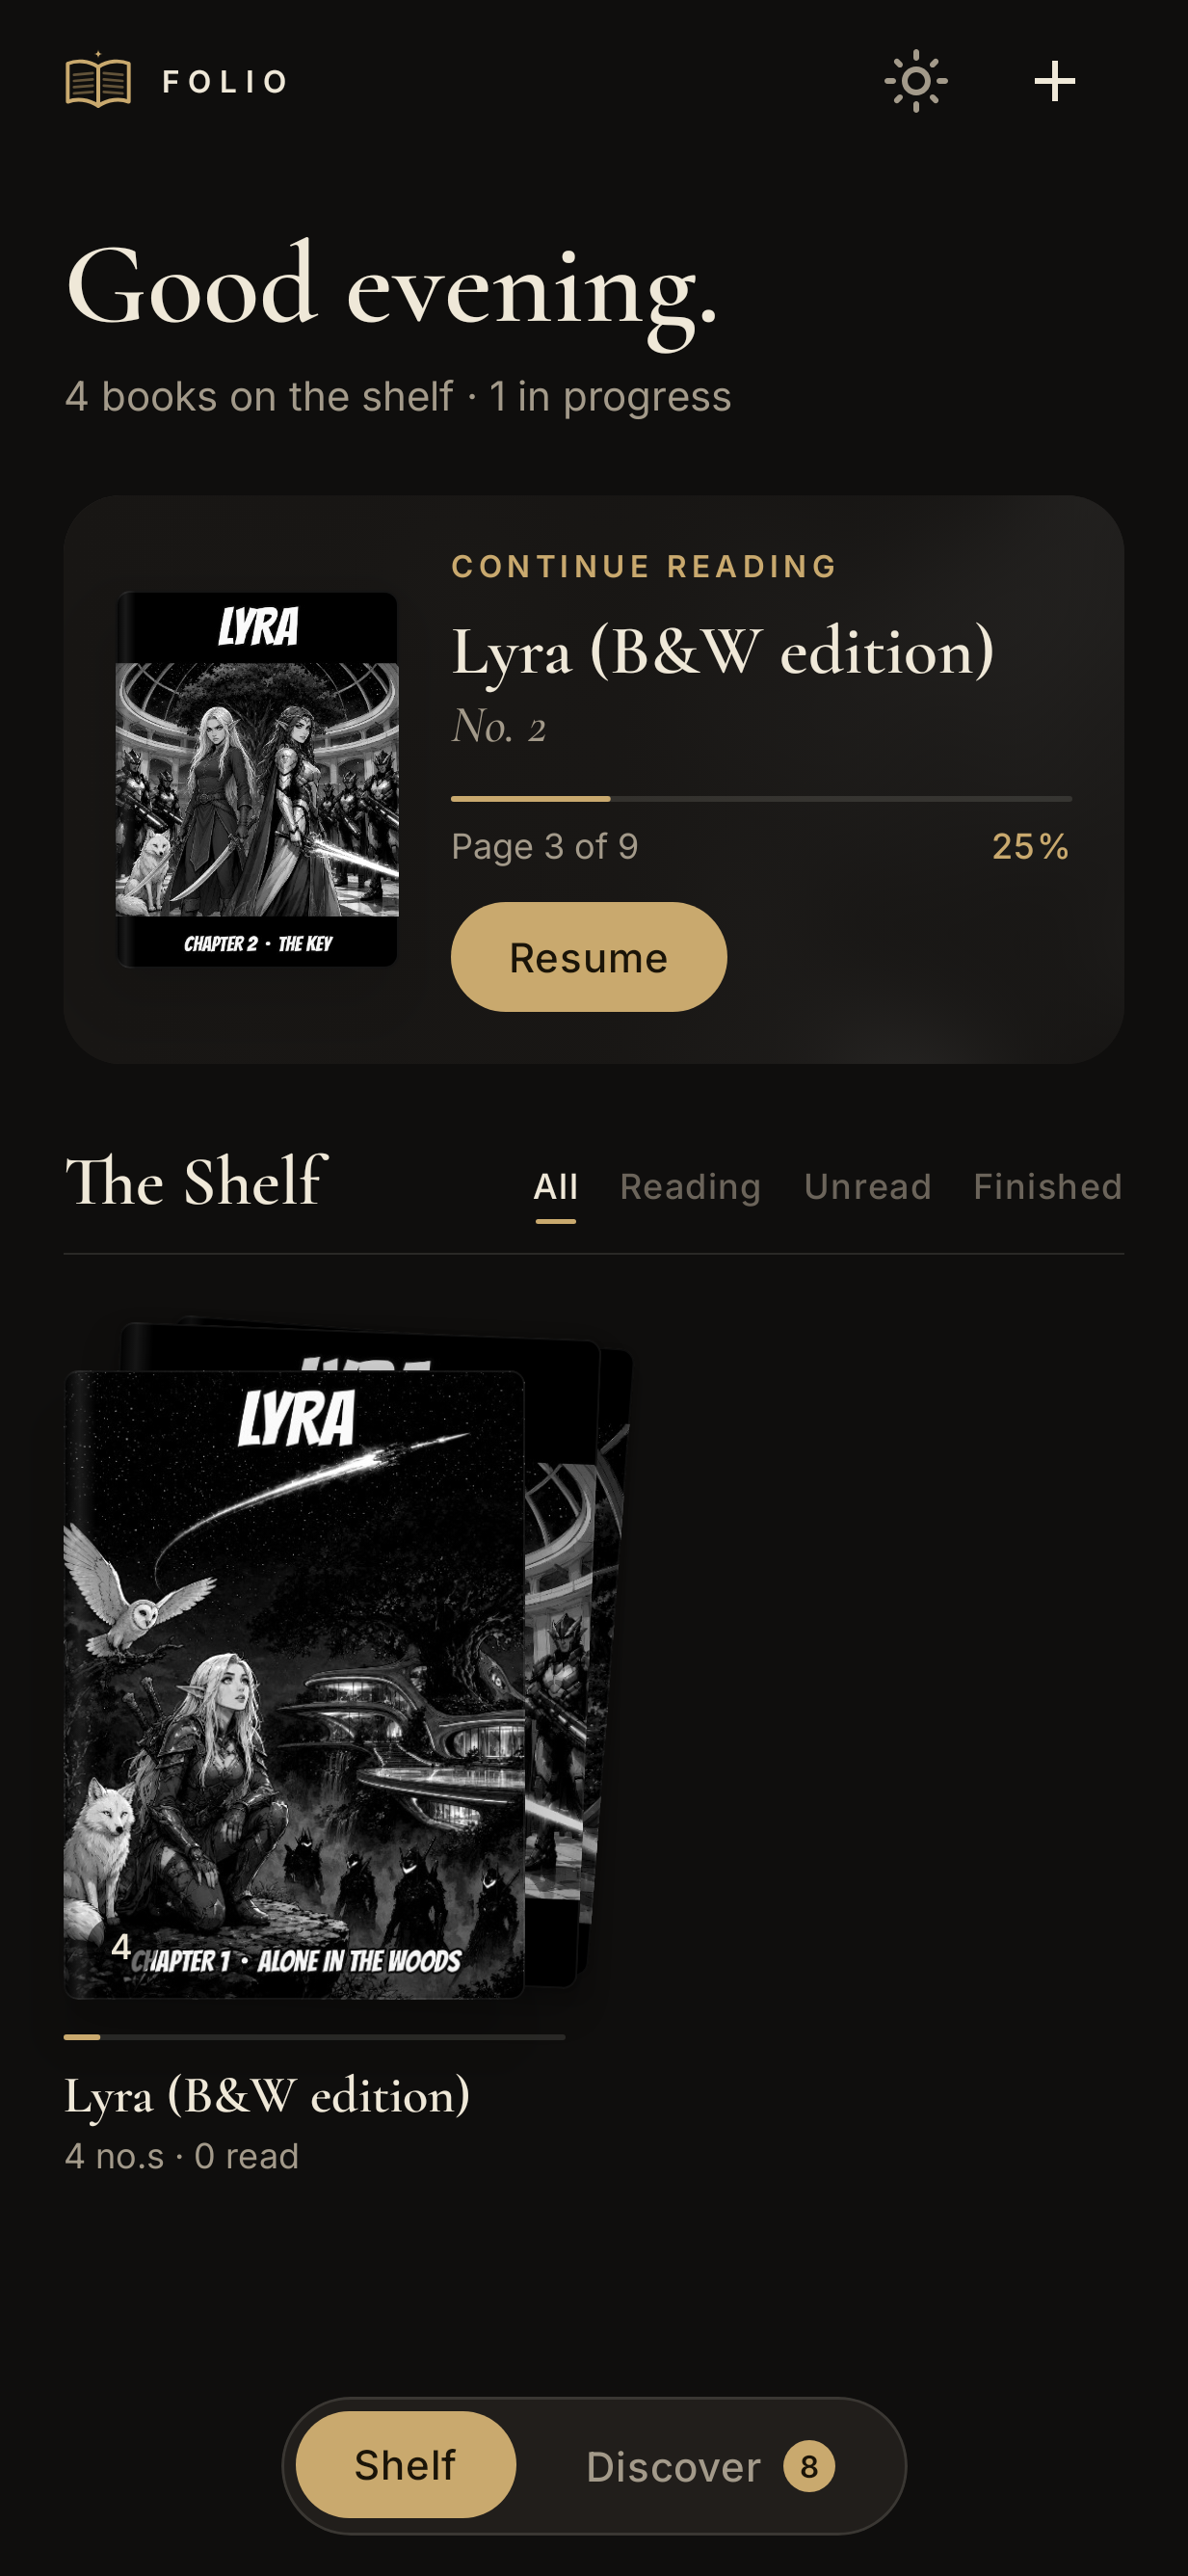 FOLIO
Good evening.
4 books on the shelf · 1 in progress
CONTINUE READING
LYRA
Lyra (B&W edition)
No. 2
Page 3 of 9
25%
CHAPTER 2 · THE KEY
Resume
The Shelf
All
Reading
Unread
Finished
LYRA
LYRA
4
CHAPTER 1 · ALONE IN THE WOODS
Lyra (B&W edition)
4 no.s · 0 read
Shelf
Discover
8